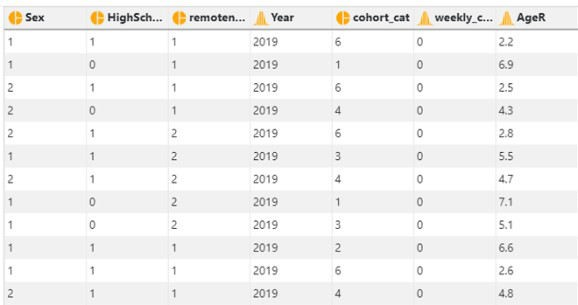 Sex HighSch... remoten... Year cohort_cat weekly_c... AgeR
1 1 1 2019 6 0 2.2
1 0 1 2019 1 0 6.9
2 1 1 2019 6 0 2.5
2 0 1 2019 4 0 4.3
2 1 2 2019 6 0 2.8
1 1 2 2019 3 0 5.5
2 1 2 2019 4 0 4.7
1 0 2 2019 1 0 7.1
1 0 2 2019 3 0 5.1
1 1 1 2019 2 0 6.6
1 1 1 2019 6 0 2.6
2 1 1 2019 4 0 4.8